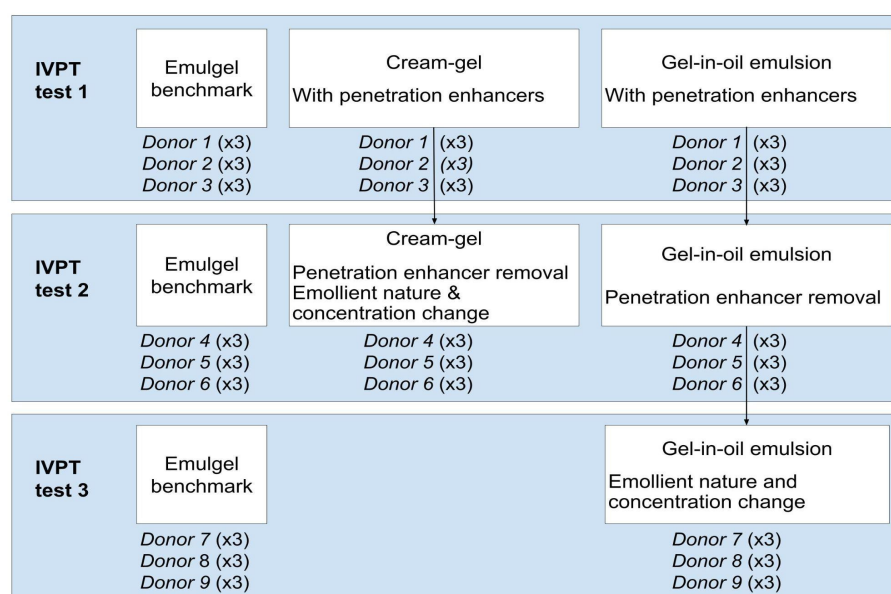 IVPT
test 1
Emulgel
benchmark
Cream-gel
With penetration enhancers
Gel-in-oil emulsion
With penetration enhancers
Donor 1 (x3)
Donor 2 (x3)
Donor 3 (x3)
Donor 1 (x3)
Donor 2 (x3)
Donor 3 (x3)
Donor 1 (x3)
Donor 2 (x3)
Donor 3 (x3)
IVPT
test 2
Emulgel
benchmark
Cream-gel
Penetration enhancer removal
Emollient nature &
concentration change
Gel-in-oil emulsion
Penetration enhancer removal
Donor 4 (x3)
Donor 5 (x3)
Donor 6 (x3)
Donor 4 (x3)
Donor 5 (x3)
Donor 6 (x3)
Donor 4 (x3)
Donor 5 (x3)
Donor 6 (x3)
IVPT
test 3
Emulgel
benchmark
Gel-in-oil emulsion
Emollient nature and
concentration change
Donor 7 (x3)
Donor 8 (x3)
Donor 9 (x3)
Donor 7 (x3)
Donor 8 (x3)
Donor 9 (x3)